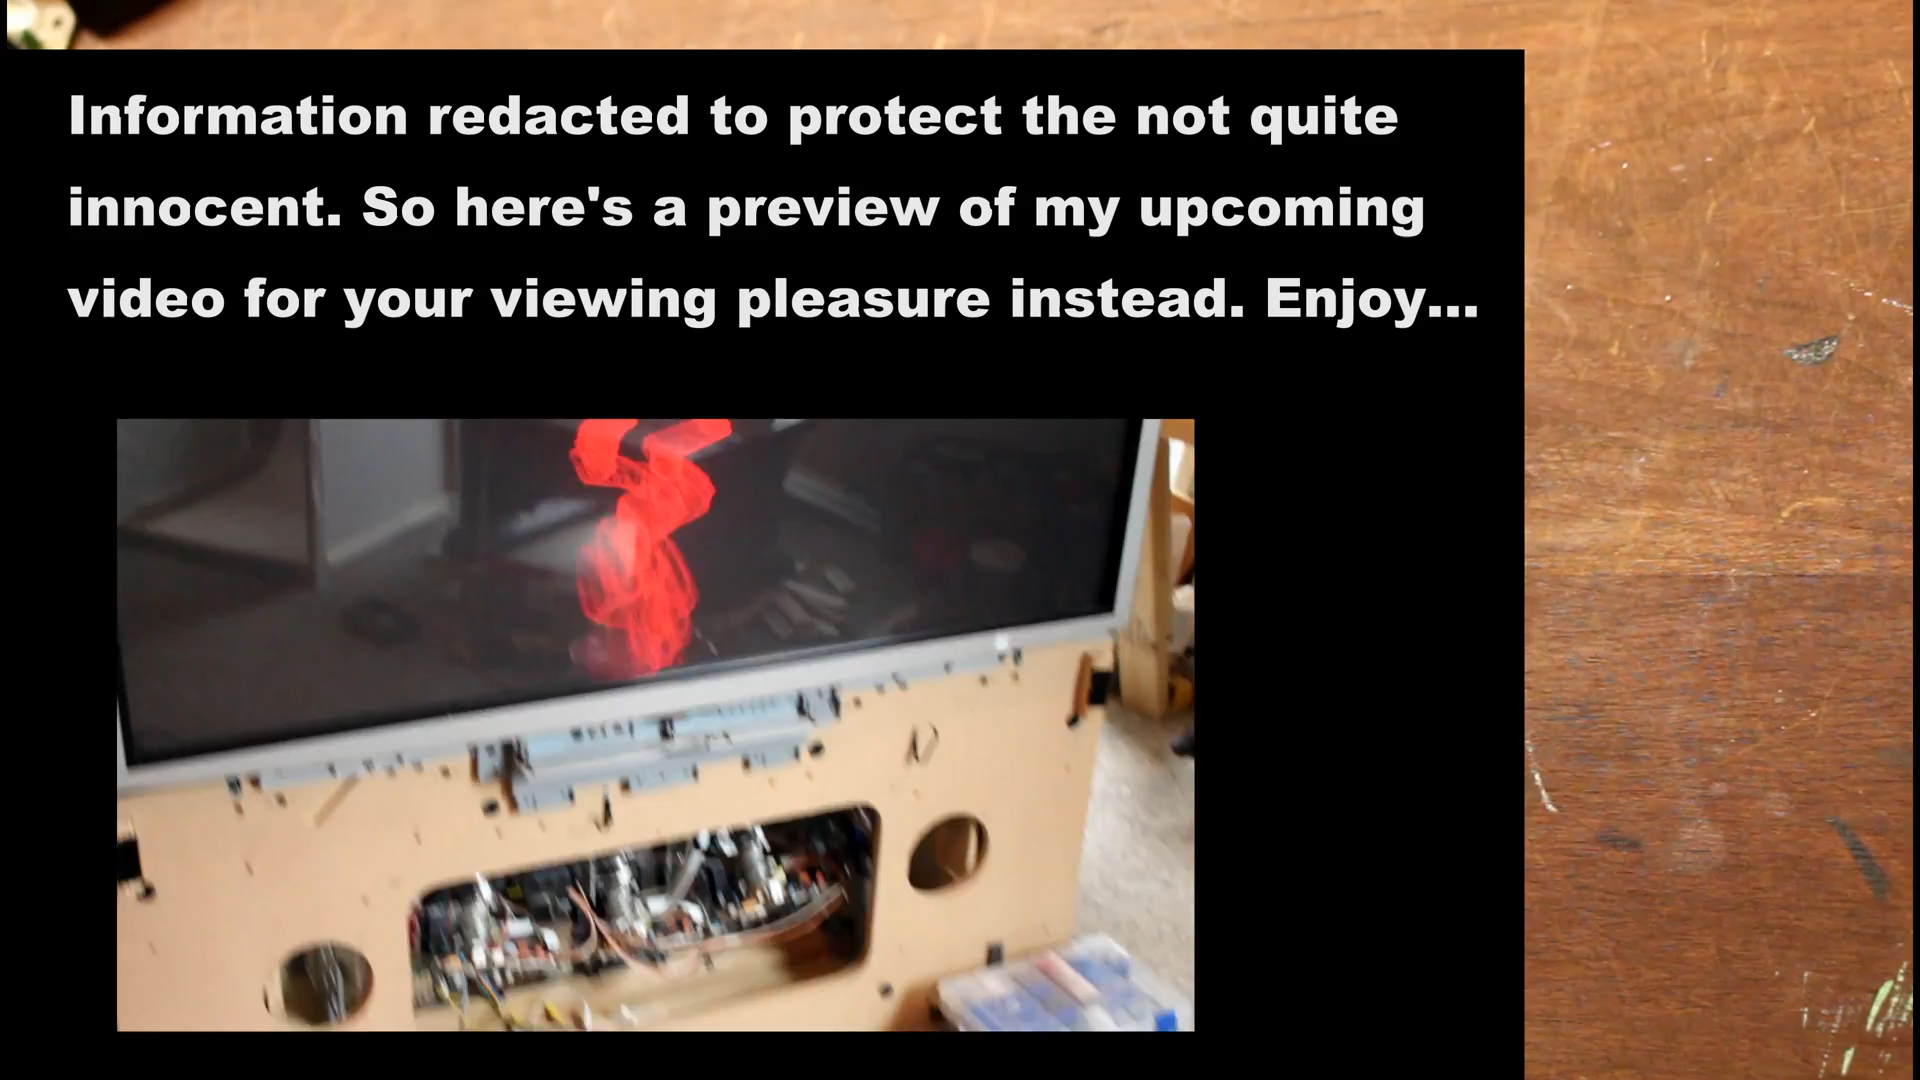 Information redacted to protect the not quite
innocent. So here's a preview of my upcoming
video for your viewing pleasure instead. Enjoy...